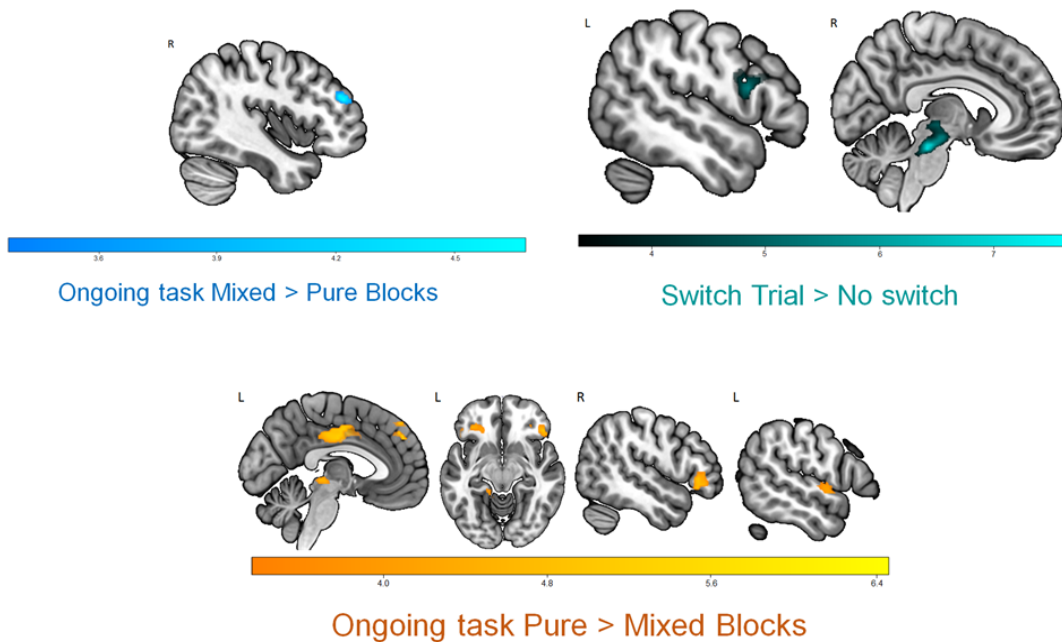 R
L
R
3.6 3.9 4.2 4.5
4 5 6 7
Ongoing task Mixed > Pure Blocks
Switch Trial > No switch
L
L
R
L
4.0 4.8 5.6 6.4
Ongoing task Pure > Mixed Blocks